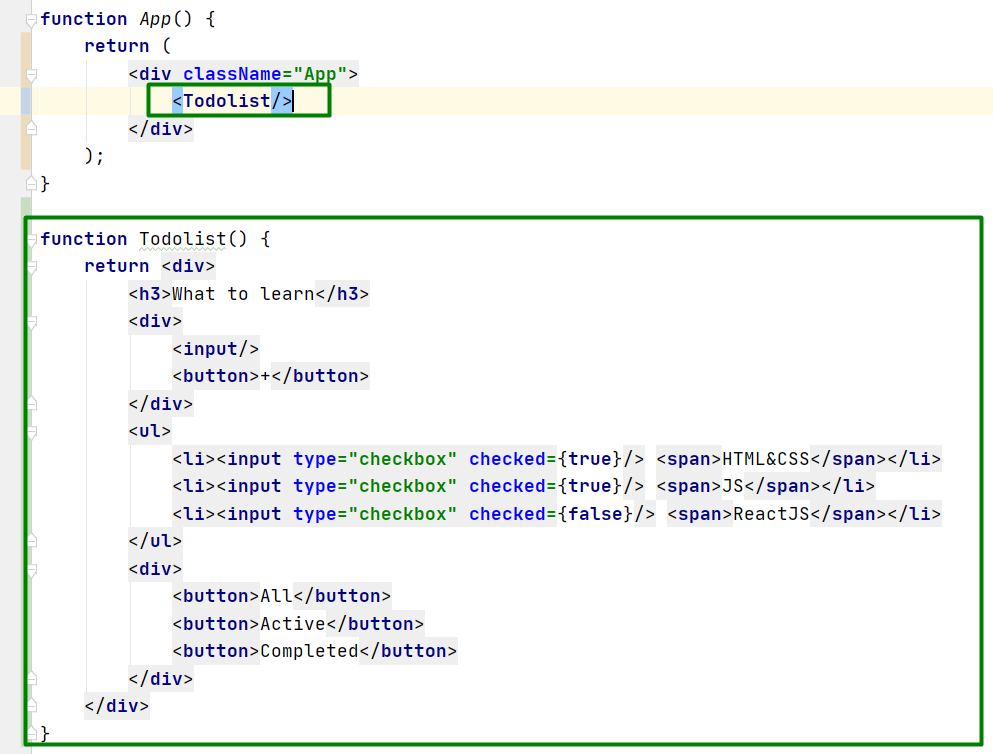 function App() {
    return (
        <div className="App">
            <Todolist/>
        </div>
    );
}
function Todolist() {
    return <div>
        <h3>What to learn</h3>
        <div>
            <input/>
            <button>+</button>
        </div>
        <ul>
            <li><input type="checkbox" checked={true}/> <span>HTML&CSS</span></li>
            <li><input type="checkbox" checked={true}/> <span>JS</span></li>
            <li><input type="checkbox" checked={false}/> <span>ReactJS</span></li>
        </ul>
        <div>
            <button>All</button>
            <button>Active</button>
            <button>Completed</button>
        </div>
    </div>
}